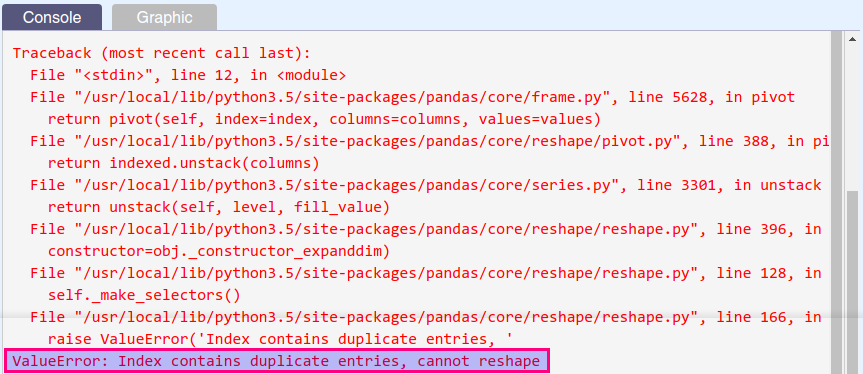 Console
Graphic
Traceback (most recent call last):
  File "<stdin>", line 12, in <module>
  File "/usr/local/lib/python3.5/site-packages/pandas/core/frame.py", line 5628, in pivot
    return pivot(self, index=index, columns=columns, values=values)
  File "/usr/local/lib/python3.5/site-packages/pandas/core/reshape/pivot.py", line 388, in pi
    return indexed.unstack(columns)
  File "/usr/local/lib/python3.5/site-packages/pandas/core/series.py", line 3301, in unstack
    return unstack(self, level, fill_value)
  File "/usr/local/lib/python3.5/site-packages/pandas/core/reshape/reshape.py", line 396, in
    constructor=obj._constructor_expanddim)
  File "/usr/local/lib/python3.5/site-packages/pandas/core/reshape/reshape.py", line 128, in
    self._make_selectors()
  File "/usr/local/lib/python3.5/site-packages/pandas/core/reshape/reshape.py", line 166, in
    raise ValueError('Index contains duplicate entries, '
ValueError: Index contains duplicate entries, cannot reshape